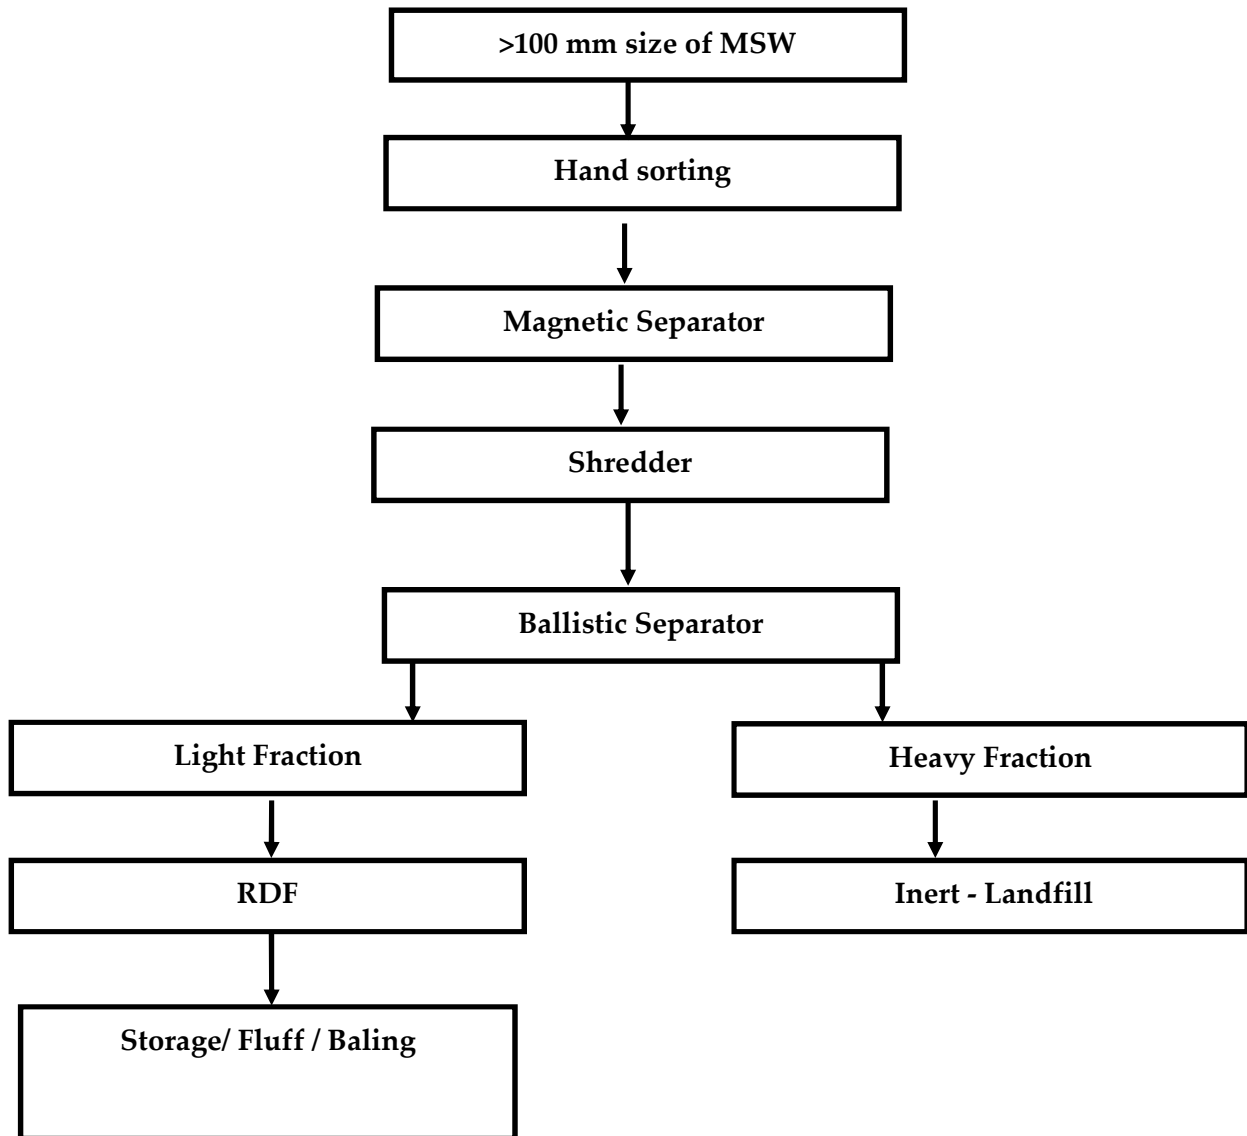 >100 mm size of MSW
Hand sorting
Magnetic Separator
Shredder
Ballistic Separator
Light Fraction
Heavy Fraction
RDF
Inert - Landfill
Storage/ Fluff / Baling